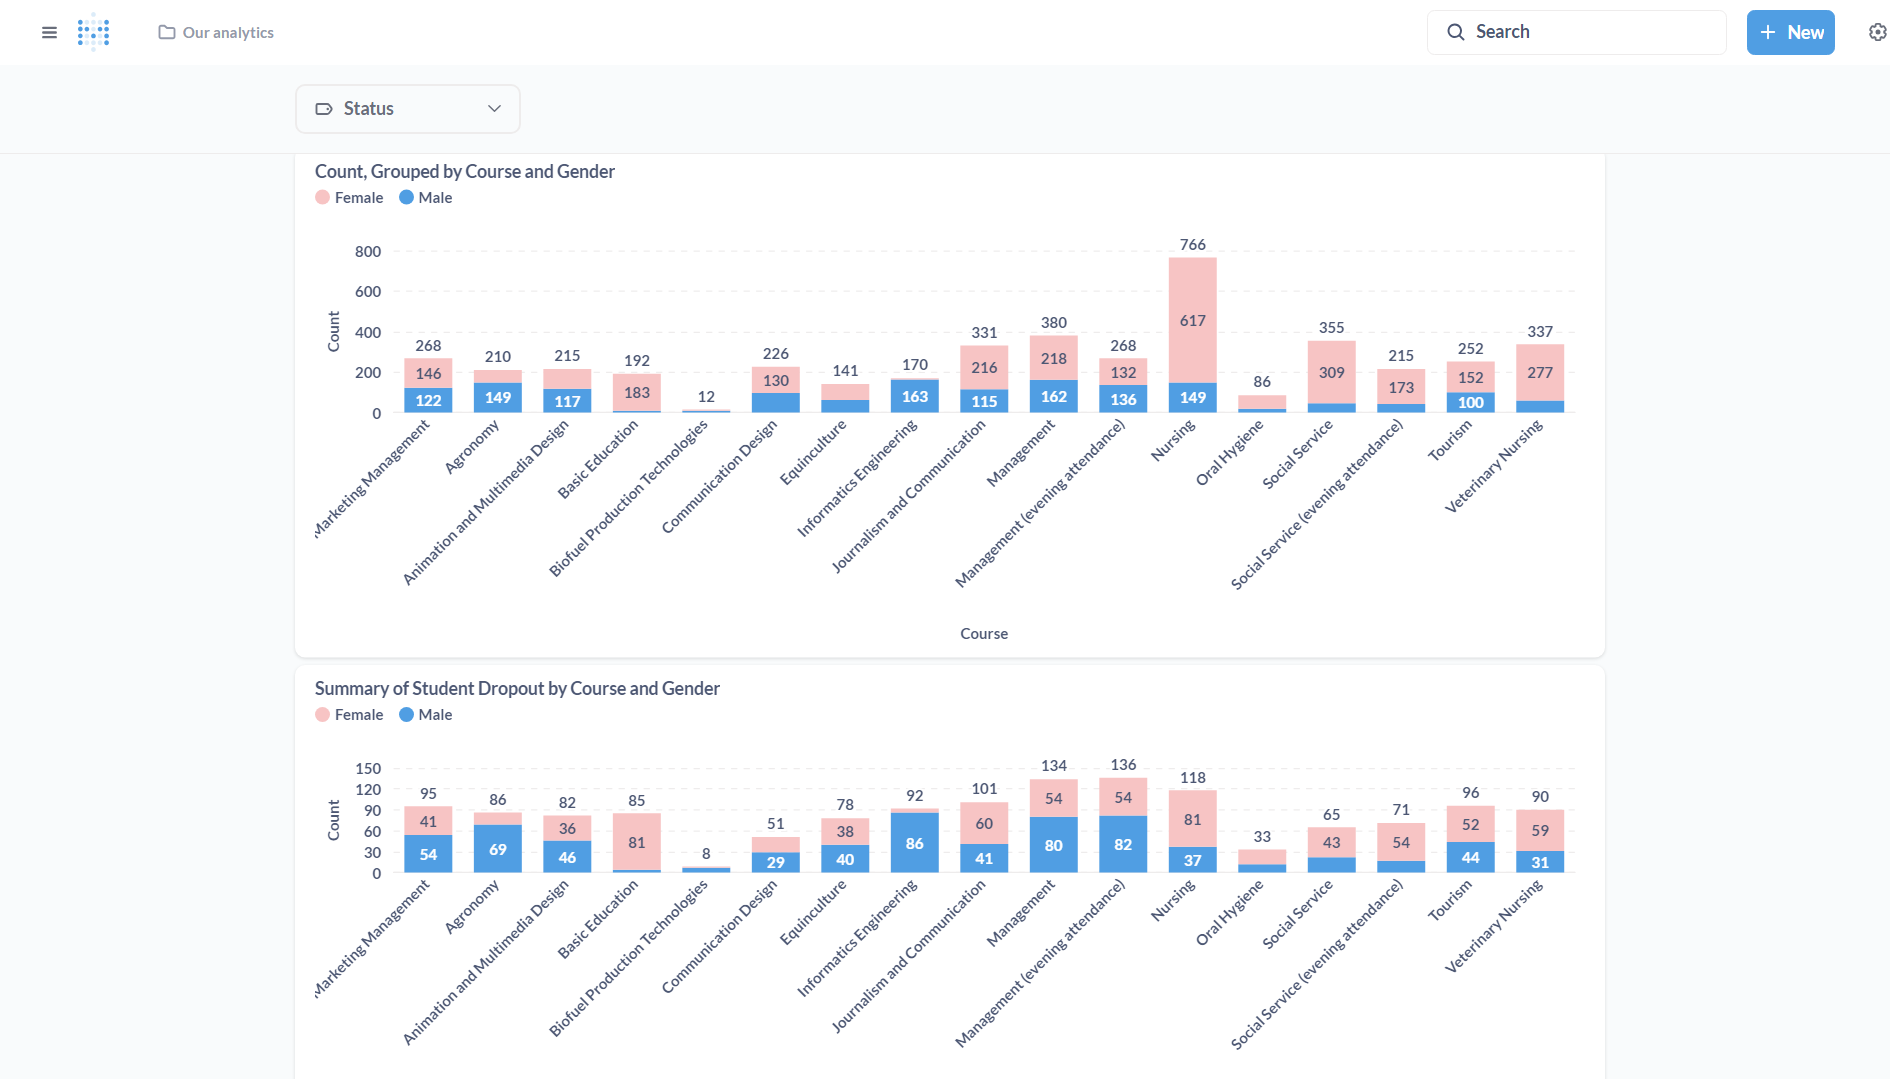 Our analytics
Search
New
Status
Count, Grouped by Course and Gender
Female Male
Count
800
600
400
200
0
268
146
122
210
149
215
117
192
183
12
226
130
141
170
163
331
216
115
380
218
162
268
132
136
766
617
149
86
355
309
215
173
252
152
100
337
277
Marketing Management
Agronomy
Animation and Multimedia Design
Basic Education
Biofuel Production Technologies
Communication Design
Equinculture
Informatics Engineering
Journalism and Communication
Management
Management (evening attendance)
Nursing
Oral Hygiene
Social Service
Social Service (evening attendance)
Tourism
Veterinary Nursing
Course
Summary of Student Dropout by Course and Gender
Female Male
Count
150
120
90
60
30
0
95
41
54
86
69
82
36
46
85
81
8
51
29
78
38
40
92
86
101
60
41
134
54
80
136
54
82
118
81
37
33
65
43
71
54
96
52
44
90
59
31
Marketing Management
Agronomy
Animation and Multimedia Design
Basic Education
Biofuel Production Technologies
Communication Design
Equinculture
Informatics Engineering
Journalism and Communication
Management
Management (evening attendance)
Nursing
Oral Hygiene
Social Service
Social Service (evening attendance)
Tourism
Veterinary Nursing